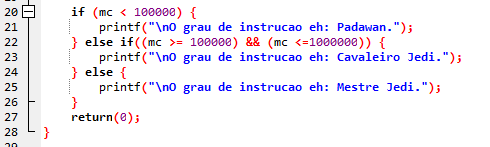 20 if (mc < 100000) {
21 printf("\nO grau de instrucao eh: Padawan.");
22 } else if((mc >= 100000) && (mc <=1000000)) {
23 printf("\nO grau de instrucao eh: Cavaleiro Jedi.");
24 } else {
25 printf("\nO grau de instrucao eh: Mestre Jedi.");
26 }
27 return(0);
28 }